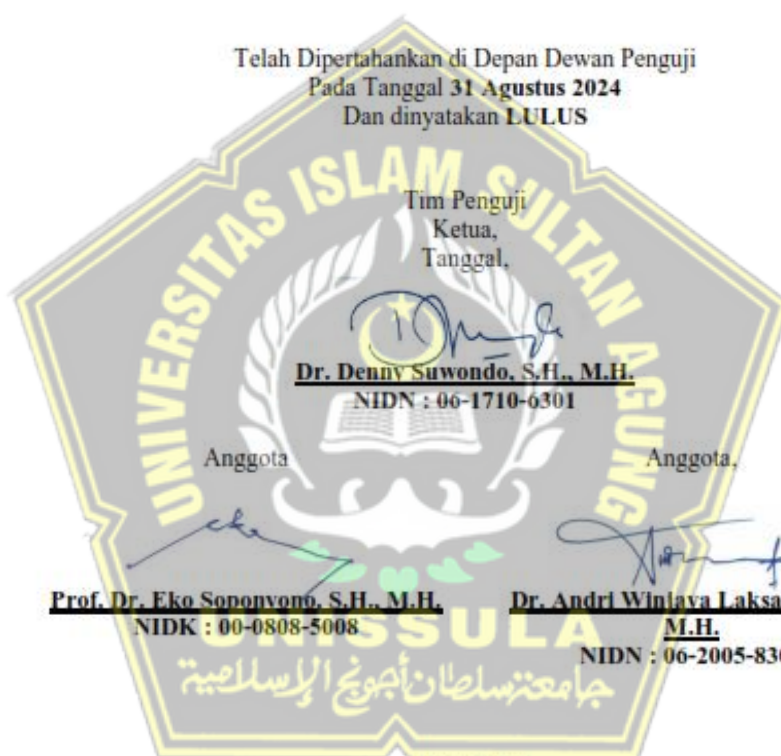 Telah Dipertahankan di Depan Dewan Penguji
Pada Tanggal 31 Agustus 2024
Dan dinyatakan LULUS
UNIVERSITAS ISLAM SULTAN AGUNG
Tim Penguji
Ketua,
Tanggal,
Dr. Denny Suwondo, S.H., M.H.
NIDN : 06-1710-6301
Anggota
Anggota,
Prof. Dr. Eko Soponyono, S.H., M.H.
NIDK : 00-0808-5008
Dr. Andri Winjaya Laksa
M.H.
NIDN : 06-2005-830
UNISSULA
جامعة سلطان أجونج الإسلامية